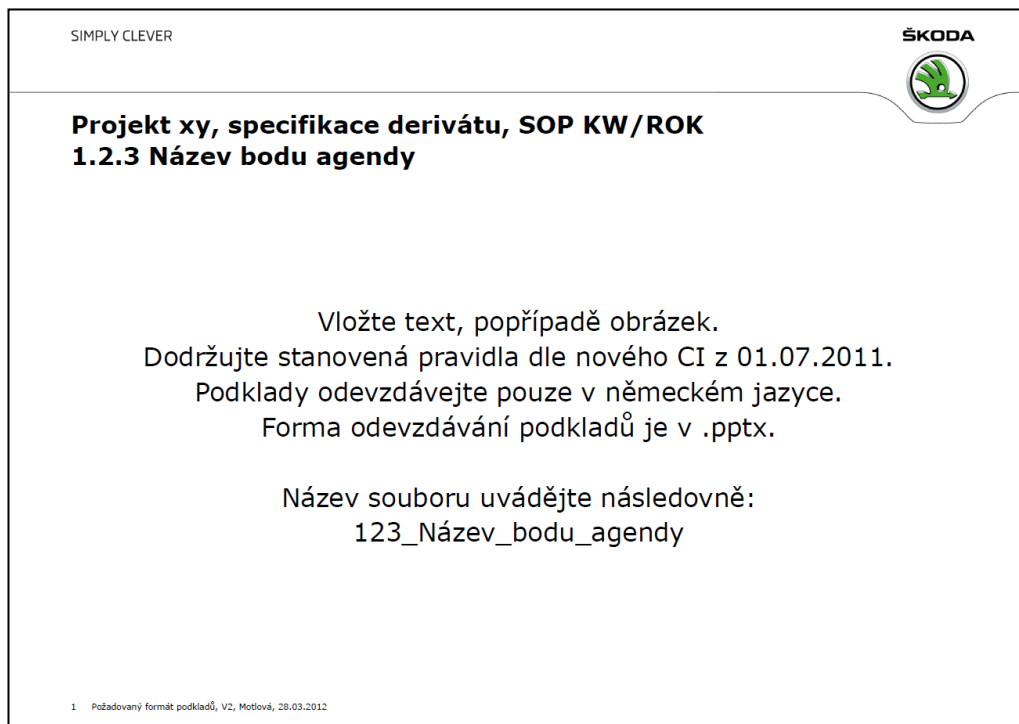 SIMPLY CLEVER
ŠKODA
Projekt xy, specifikace derivátu, SOP KW/ROK
1.2.3 Název bodu agendy
Vložte text, popřípadě obrázek.
Dodržujte stanovená pravidla dle nového CI z 01.07.2011.
Podklady odevzdávejte pouze v německém jazyce.
Forma odevzdávání podkladů je v .pptx.
Název souboru uvádějte následovně:
123_Název_bodu_agendy
1 Požadovaný formát podkladů, V2, Motlová, 28.03.2012